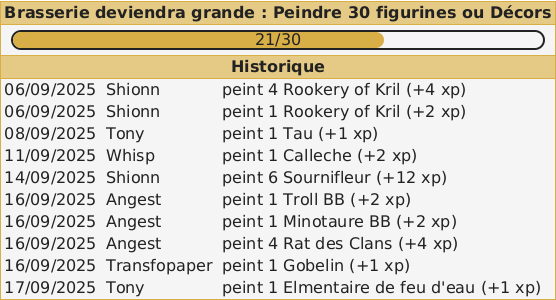 Brasserie deviendra grande : Peindre 30 figurines ou Décors
21/30
Historique
06/09/2025 Shionn peint 4 Rookery of Kril (+4 xp)
06/09/2025 Shionn peint 1 Rookery of Kril (+2 xp)
08/09/2025 Tony peint 1 Tau (+1 xp)
11/09/2025 Whisp peint 1 Calleche (+2 xp)
14/09/2025 Shionn peint 6 Sournifleur (+12 xp)
16/09/2025 Angest peint 1 Troll BB (+2 xp)
16/09/2025 Angest peint 1 Minotaure BB (+2 xp)
16/09/2025 Angest peint 4 Rat des Clans (+4 xp)
16/09/2025 Transfopaper peint 1 Gobelin (+1 xp)
17/09/2025 Tony peint 1 Elmentaire de feu d'eau (+1 xp)